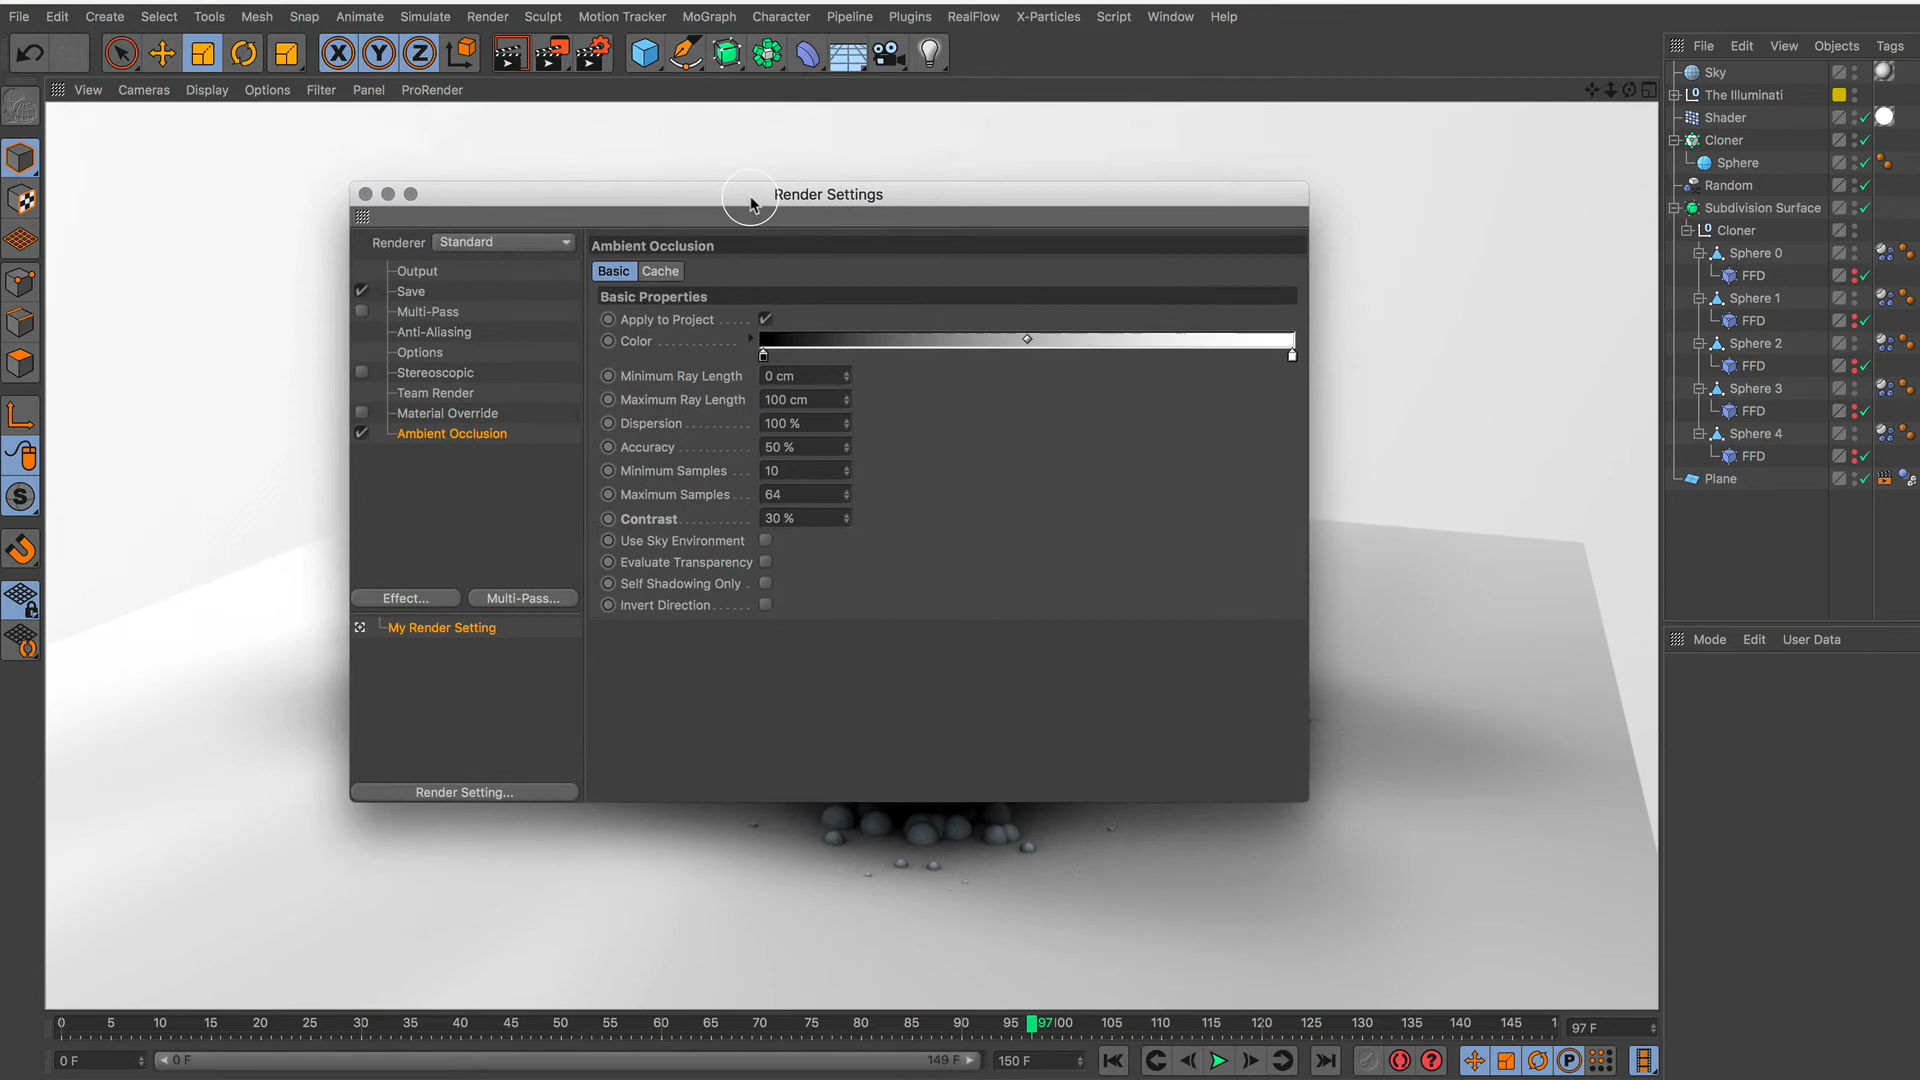 File Edit Create Select Tools Mesh Snap Animate Simulate Render Sculpt Motion Tracker MoGraph Character Pipeline Plugins RealFlow X-Particles Script Window Help
X Y Z
File Edit View Objects Tags
View Cameras Display Options Filter Panel ProRender
Sky
The Illuminati
Shader
Cloner
Sphere
Random
Subdivision Surface
Cloner
Sphere 0
FFD
Sphere 1
FFD
Sphere 2
FFD
Sphere 3
FFD
Sphere 4
FFD
Plane
Render Settings
Renderer Standard
Output
Save
Multi-Pass
Anti-Aliasing
Options
Stereoscopic
Team Render
Material Override
Ambient Occlusion
Effect... Multi-Pass...
My Render Setting
Render Setting...
Ambient Occlusion
Basic Cache
Basic Properties
Apply to Project . . . . .
Color . . . . . . . . . . . .
Minimum Ray Length 0 cm
Maximum Ray Length 100 cm
Dispersion . . . . . . . . . 100 %
Accuracy . . . . . . . . . . 50 %
Minimum Samples . . . 10
Maximum Samples . . . 64
Contrast. . . . . . . . . . 30 %
Use Sky Environment
Evaluate Transparency
Self Shadowing Only .
Invert Direction. . . . . .
Mode Edit User Data
0 5 10 15 20 25 30 35 40 45 50 55 60 65 70 75 80 85 90 95 97 100 105 110 115 120 125 130 135 140 145 1 97 F
0 F 0 F 149 F 150 F ? P